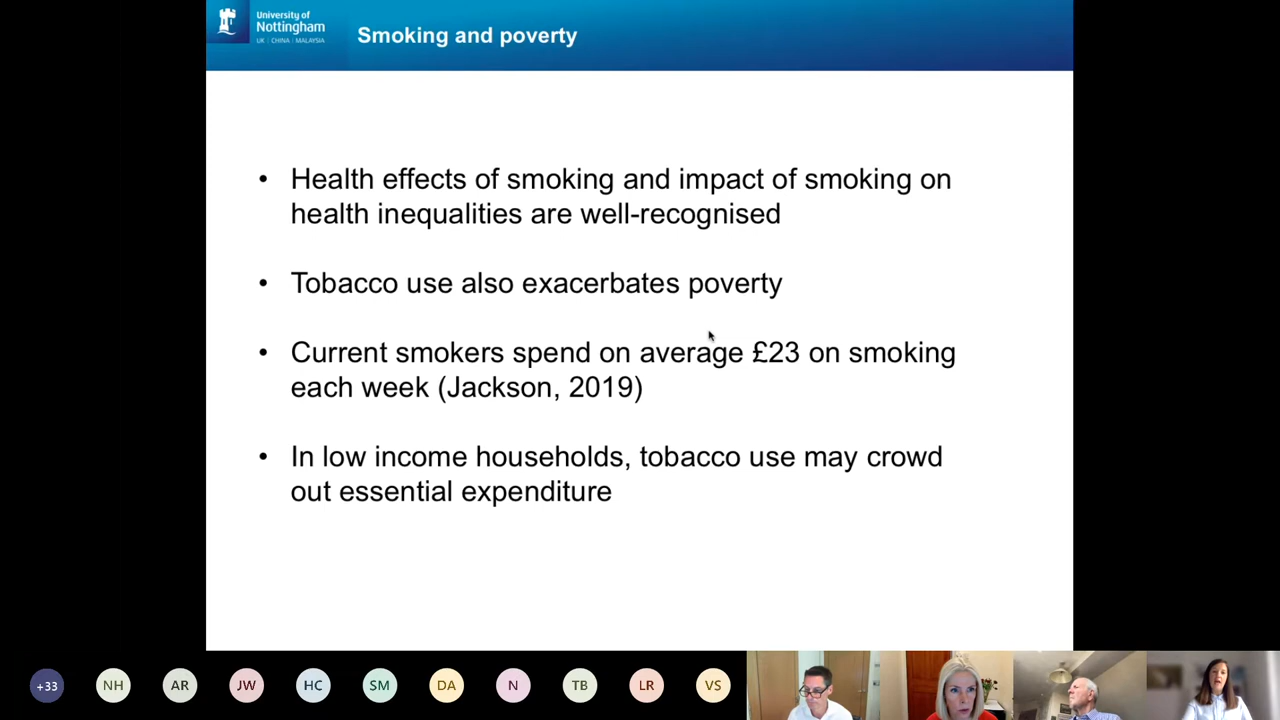 University of
Nottingham
UK | CHINA | MALAYSIA
Smoking and poverty
• Health effects of smoking and impact of smoking on
health inequalities are well-recognised
• Tobacco use also exacerbates poverty
• Current smokers spend on average £23 on smoking
each week (Jackson, 2019)
• In low income households, tobacco use may crowd
out essential expenditure
+33 NH AR JW HC SM DA N TB LR VS